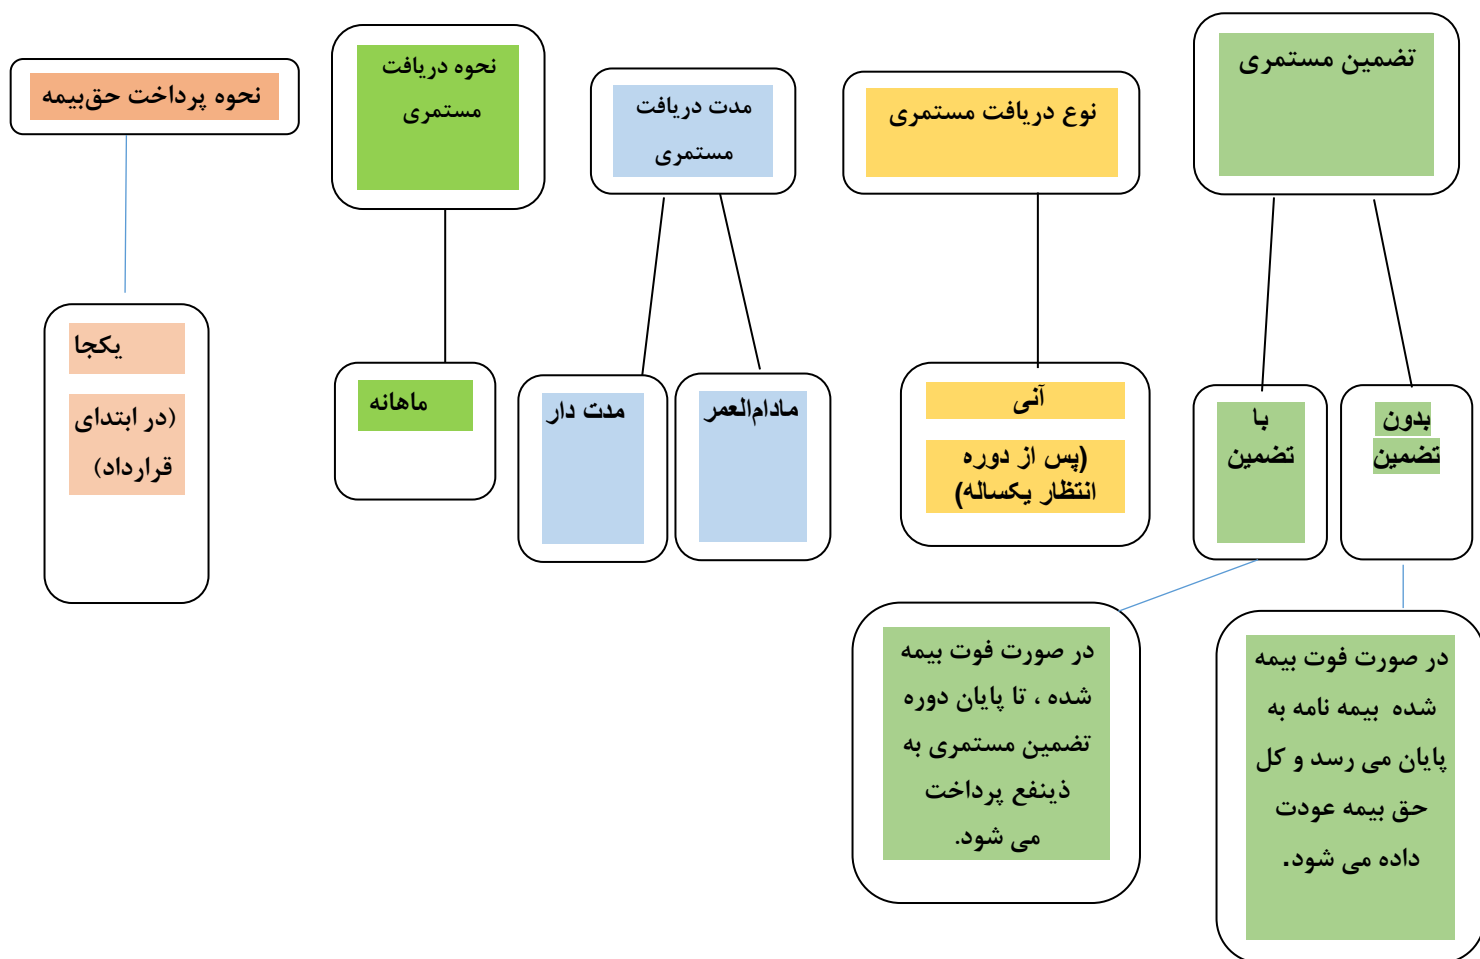 تضمین مستمری
نوع دریافت مستمری
مدت دریافت
مستمری
نحوه دریافت
مستمری
نحوه پرداخت حق‌بیمه
بدون
تضمین
با
تضمین
آنی
(پس از دوره
انتظار یکساله)
مادام‌العمر
مدت دار
ماهانه
یکجا
(در ابتدای
قرارداد)
در صورت فوت بیمه
شده بیمه نامه به
پایان می رسد و کل
حق بیمه عودت
داده می شود.
در صورت فوت بیمه
شده ، تا پایان دوره
تضمین مستمری به
ذینفع پرداخت
می شود.